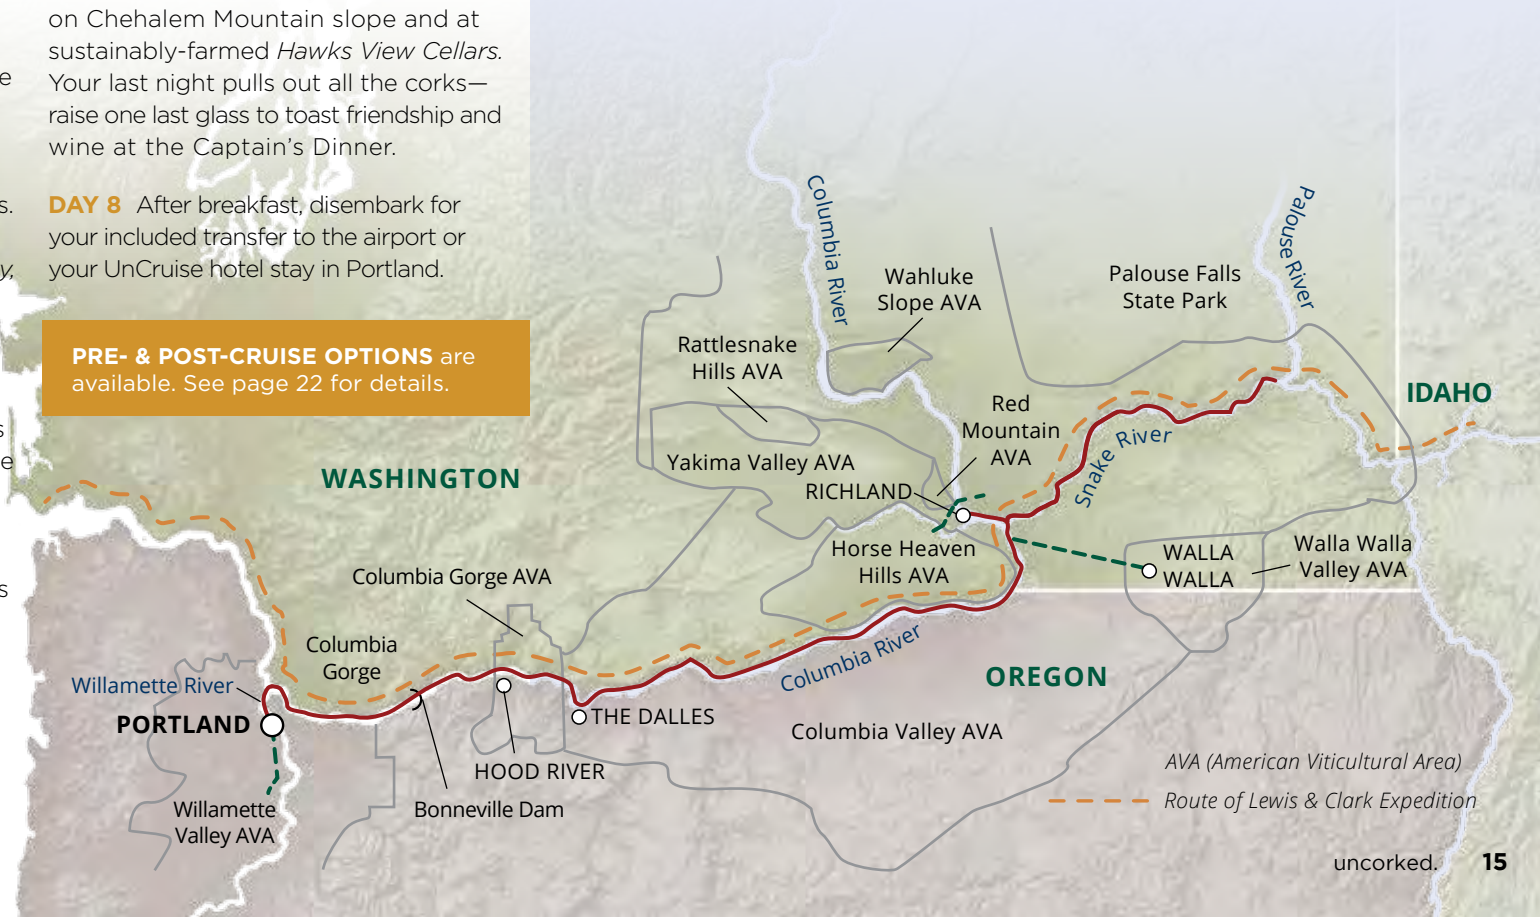 on Chehalem Mountain slope and at
sustainably-farmed Hawks View Cellars.
Your last night pulls out all the corks—
raise one last glass to toast friendship and
wine at the Captain's Dinner.
DAY 8 After breakfast, disembark for
your included transfer to the airport or
your UnCruise hotel stay in Portland.
PRE- & POST-CRUISE OPTIONS are
available. See page 22 for details.
e
s.
y,
s
e
s
WASHINGTON
IDAHO
OREGON
Columbia River
Palouse River
Wahluke
Slope AVA
Palouse Falls
State Park
Rattlesnake
Hills AVA
Red
Mountain
AVA
Snake River
Yakima Valley AVA
RICHLAND
Horse Heaven
Hills AVA
WALLA
WALLA
Walla Walla
Valley AVA
Columbia Gorge AVA
Columbia
Gorge
Willamette River
PORTLAND
Columbia River
THE DALLES
Columbia Valley AVA
HOOD RIVER
Bonneville Dam
Willamette
Valley AVA
AVA (American Viticultural Area)
Route of Lewis & Clark Expedition
uncorked. 15